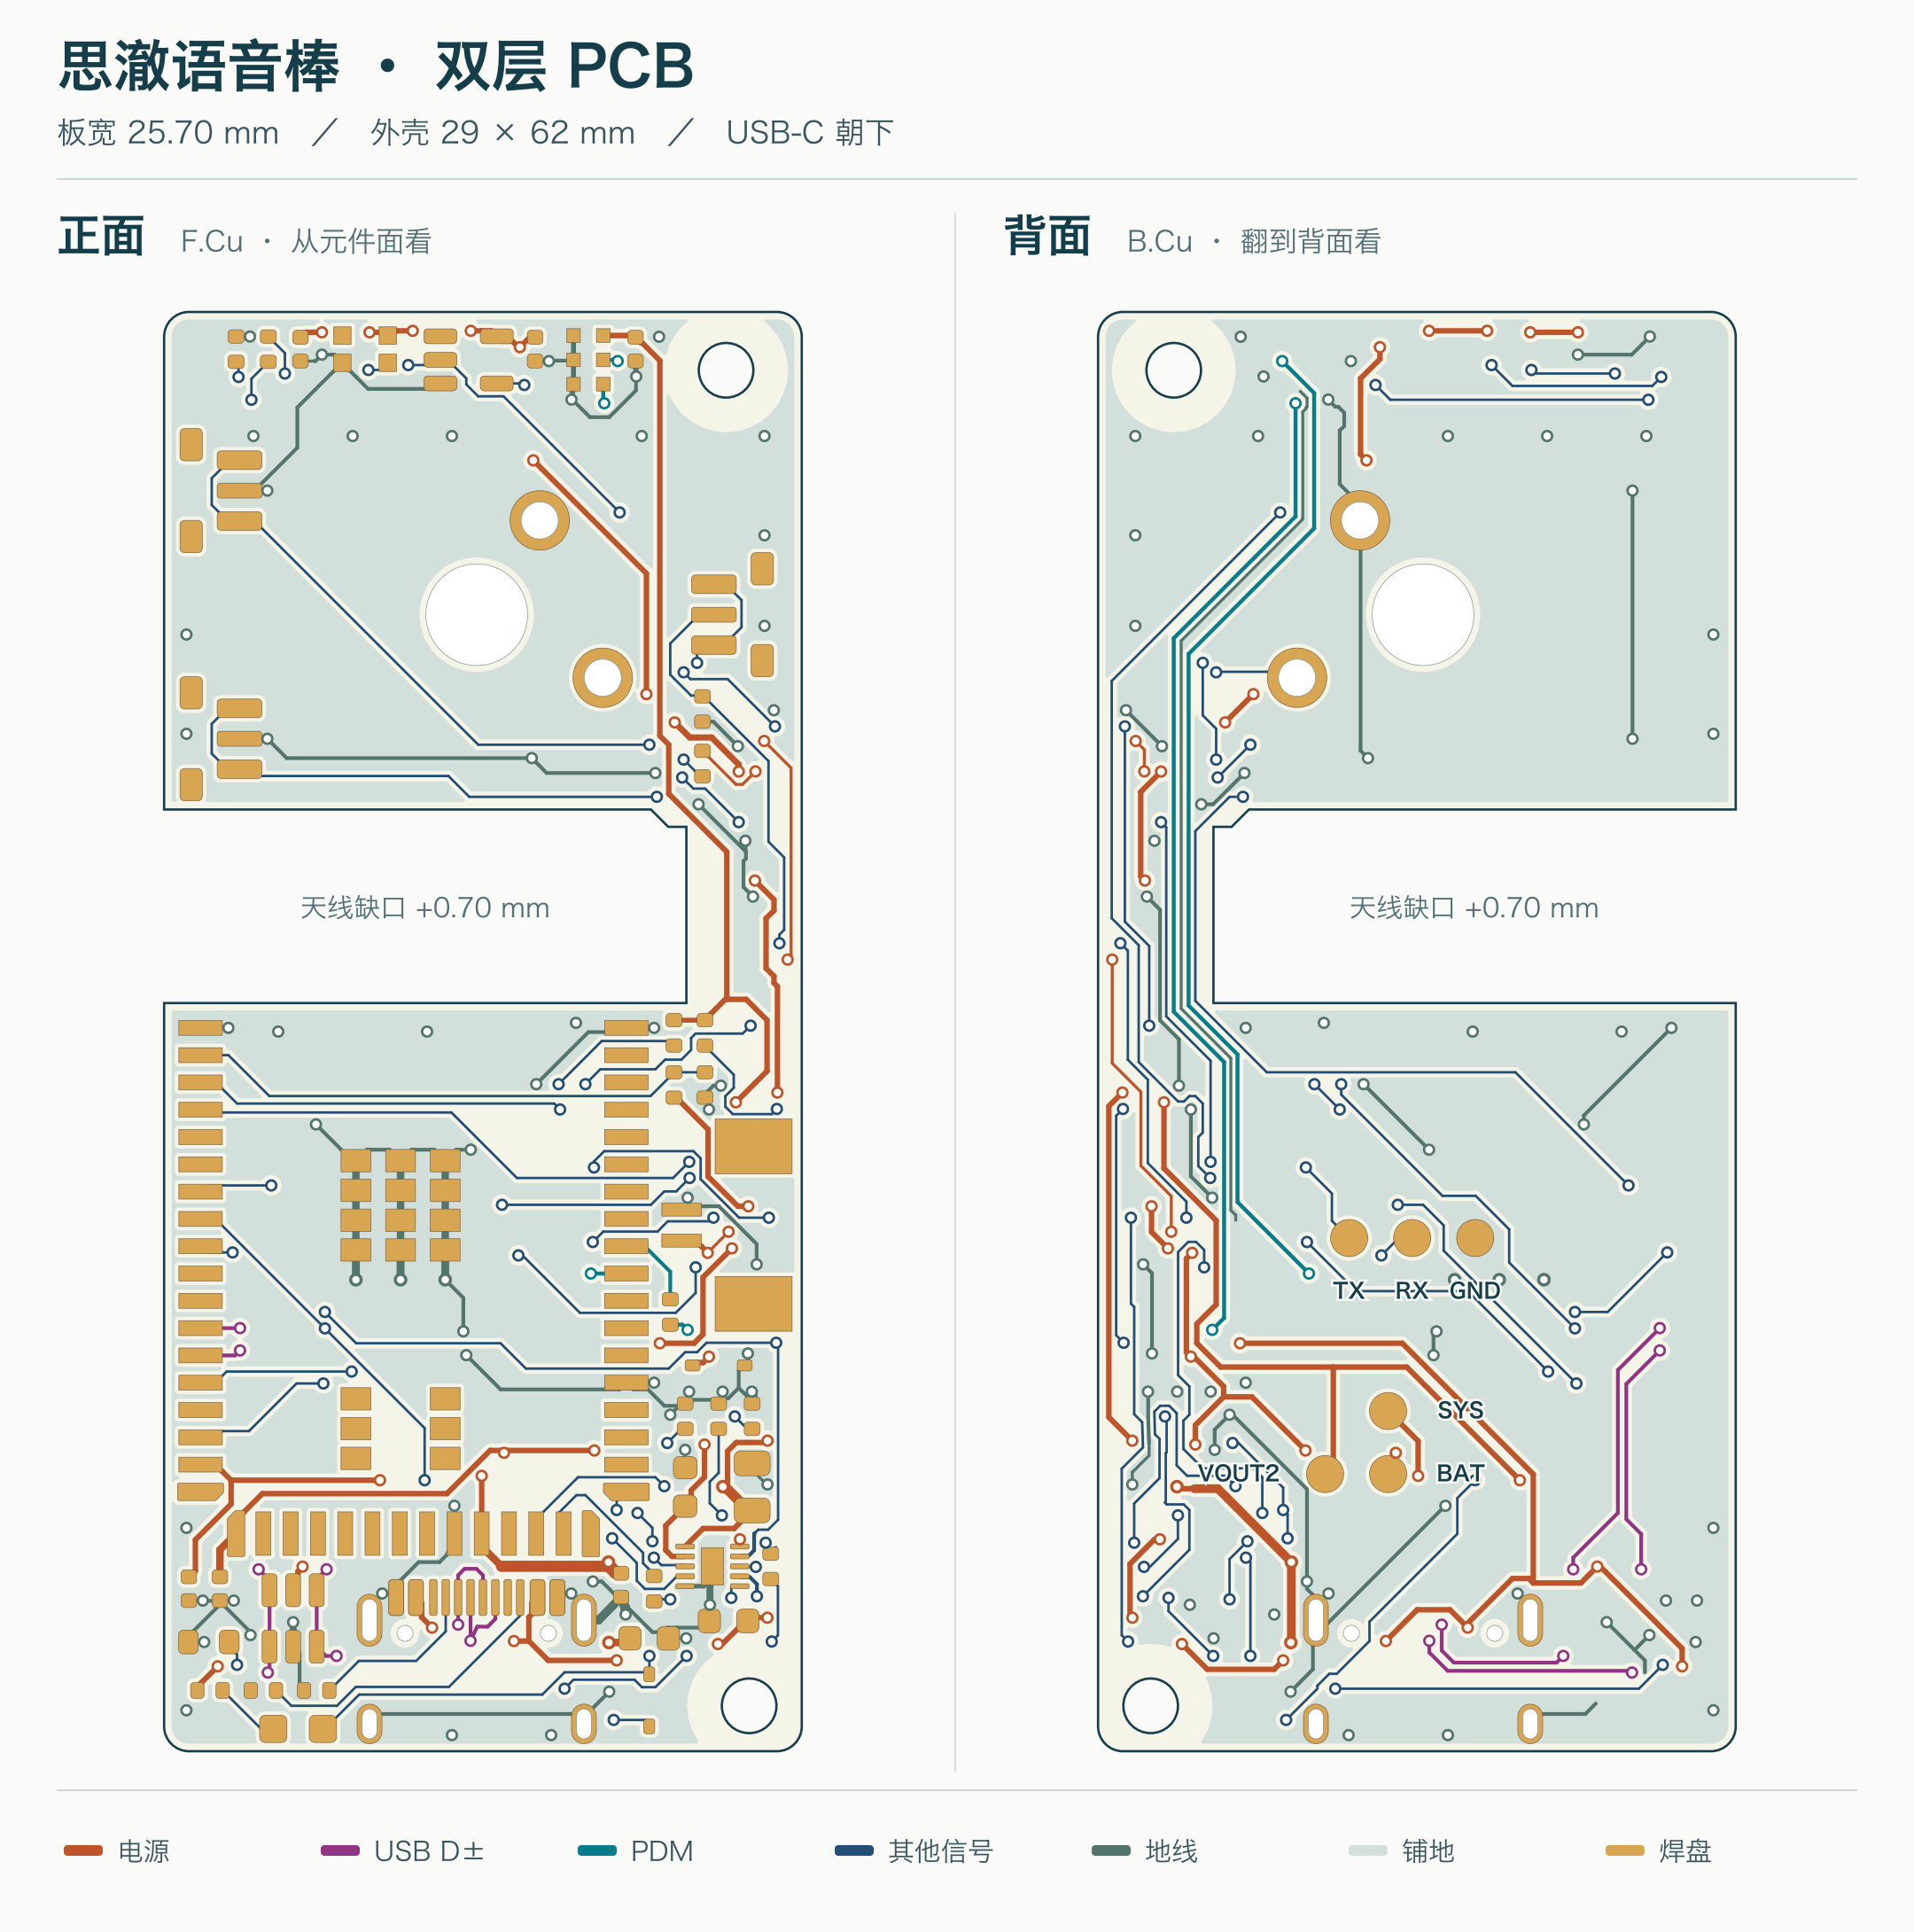 思澈语音棒 · 双层 PCB
板宽 25.70 mm ／ 外壳 29 × 62 mm ／ USB-C 朝下
正面 F.Cu · 从元件面看
背面 B.Cu · 翻到背面看
天线缺口 +0.70 mm
天线缺口 +0.70 mm
TX RX GND
SYS
VOUT2 BAT
电源 USB D± PDM 其他信号 地线 铺地 焊盘